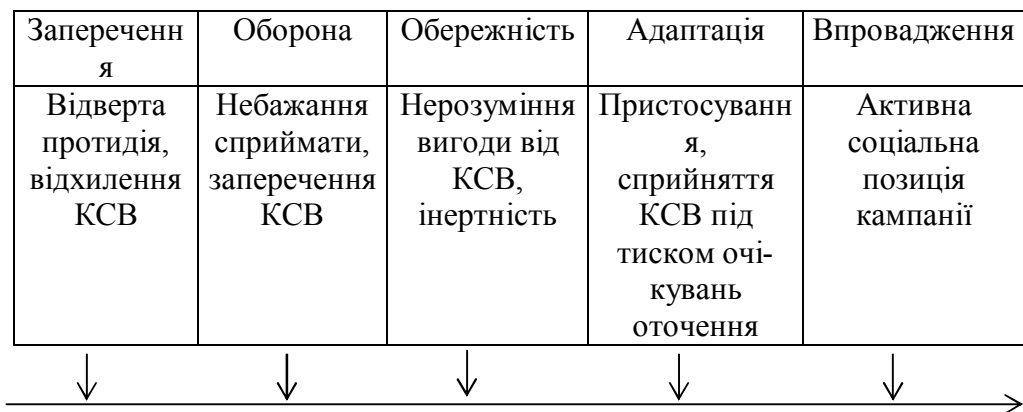 Запереченн
я
Оборона
Обережність
Адаптація
Впровадження
Відверта
протидія,
відхилення
КСВ
Небажання
сприймати,
заперечення
КСВ
Нерозуміння
вигоди від
КСВ,
інертність
Пристосуванн
я,
сприйняття
КСВ під
тиском очі-
кувань
оточення
Активна
соціальна
позиція
кампанії